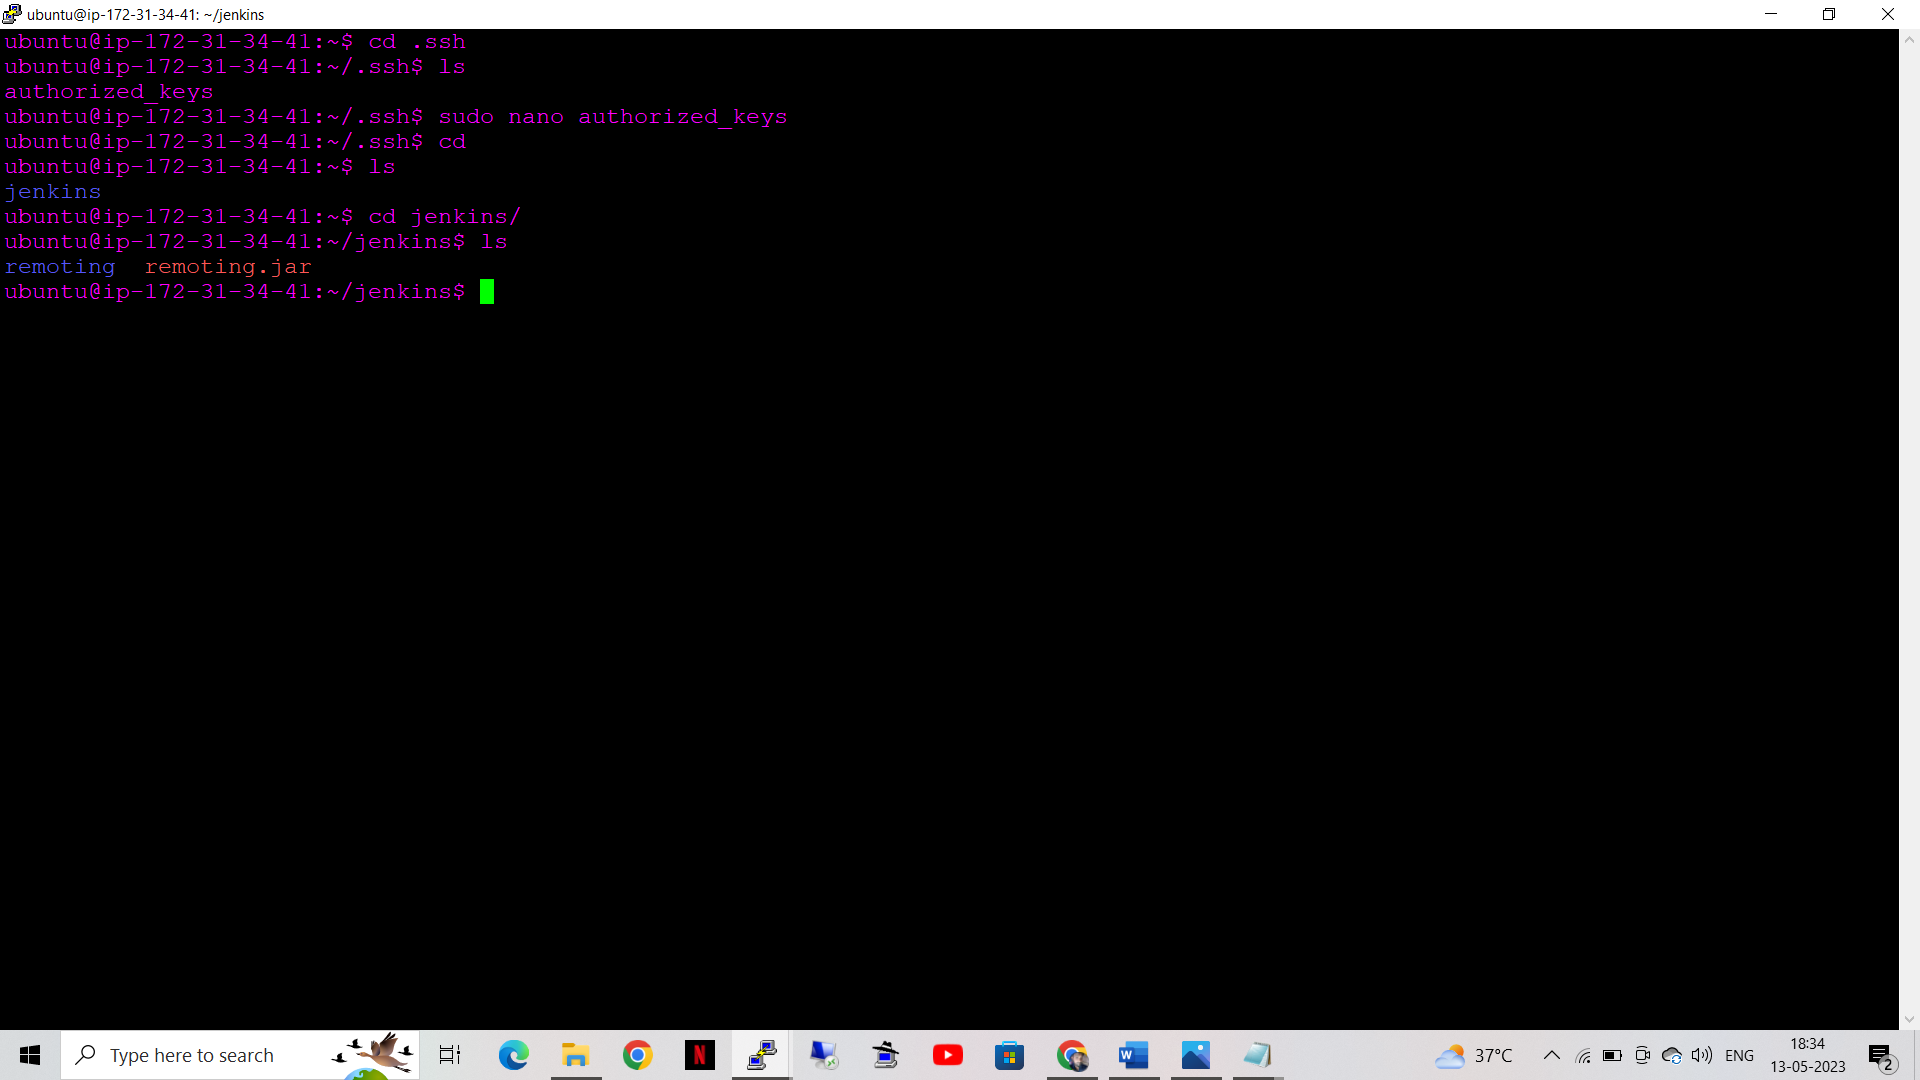 ubuntu@ip-172-31-34-41: ~/jenkins
ubuntu@ip-172-31-34-41:~$ cd .ssh
ubuntu@ip-172-31-34-41:~/.ssh$ ls
authorized_keys
ubuntu@ip-172-31-34-41:~/.ssh$ sudo nano authorized_keys
ubuntu@ip-172-31-34-41:~/.ssh$ cd
ubuntu@ip-172-31-34-41:~$ ls
jenkins
ubuntu@ip-172-31-34-41:~$ cd jenkins/
ubuntu@ip-172-31-34-41:~/jenkins$ ls
remoting  remoting.jar
ubuntu@ip-172-31-34-41:~/jenkins$
Type here to search
N
W
37°C
ENG
18:34
13-05-2023
2